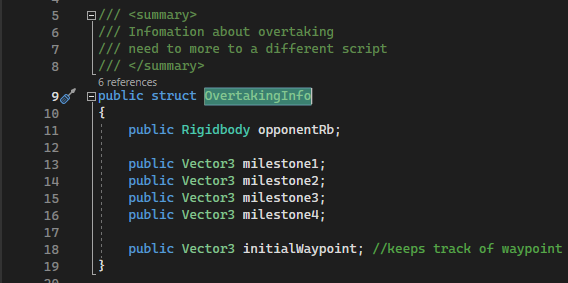 5 /// <summary>
6 /// Infomation about overtaking
7 /// need to more to a different script
8 /// </summary>
6 references
9 public struct OvertakingInfo
10 {
11 public Rigidbody opponentRb;
12
13 public Vector3 milestone1;
14 public Vector3 milestone2;
15 public Vector3 milestone3;
16 public Vector3 milestone4;
17
18 public Vector3 initialWaypoint; //keeps track of waypoint
19 }